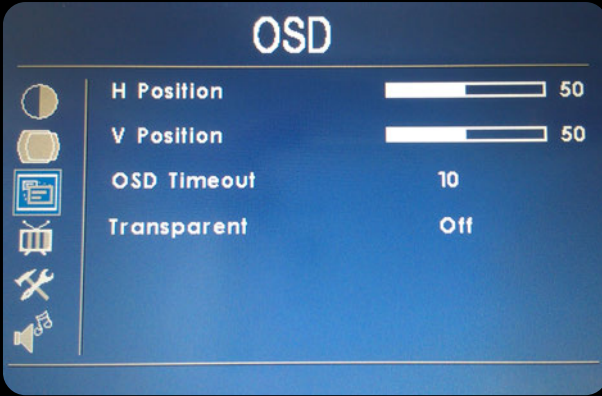 OSD
H Position 50
V Position 50
OSD Timeout 10
Transparent Off